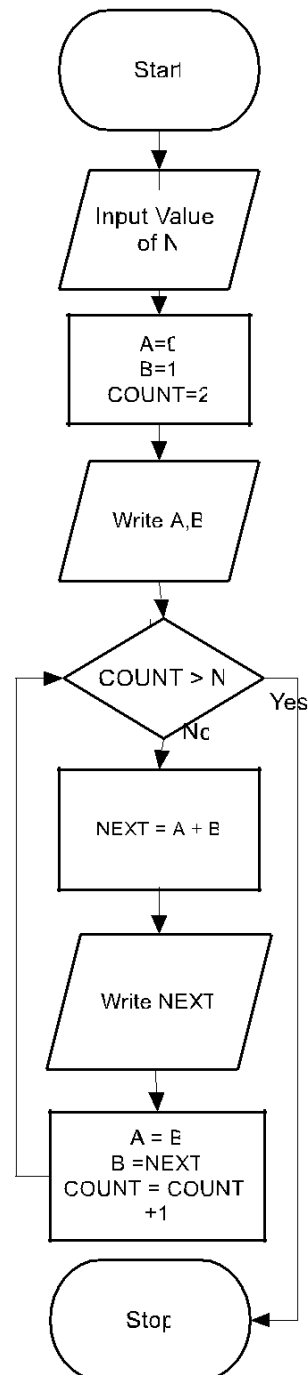 Start
Input Value
of N
A=0
B=1
COUNT=2
Write A,B
COUNT > N
Yes
No
NEXT = A + B
Write NEXT
A = B
B =NEXT
COUNT = COUNT
+1
Stop